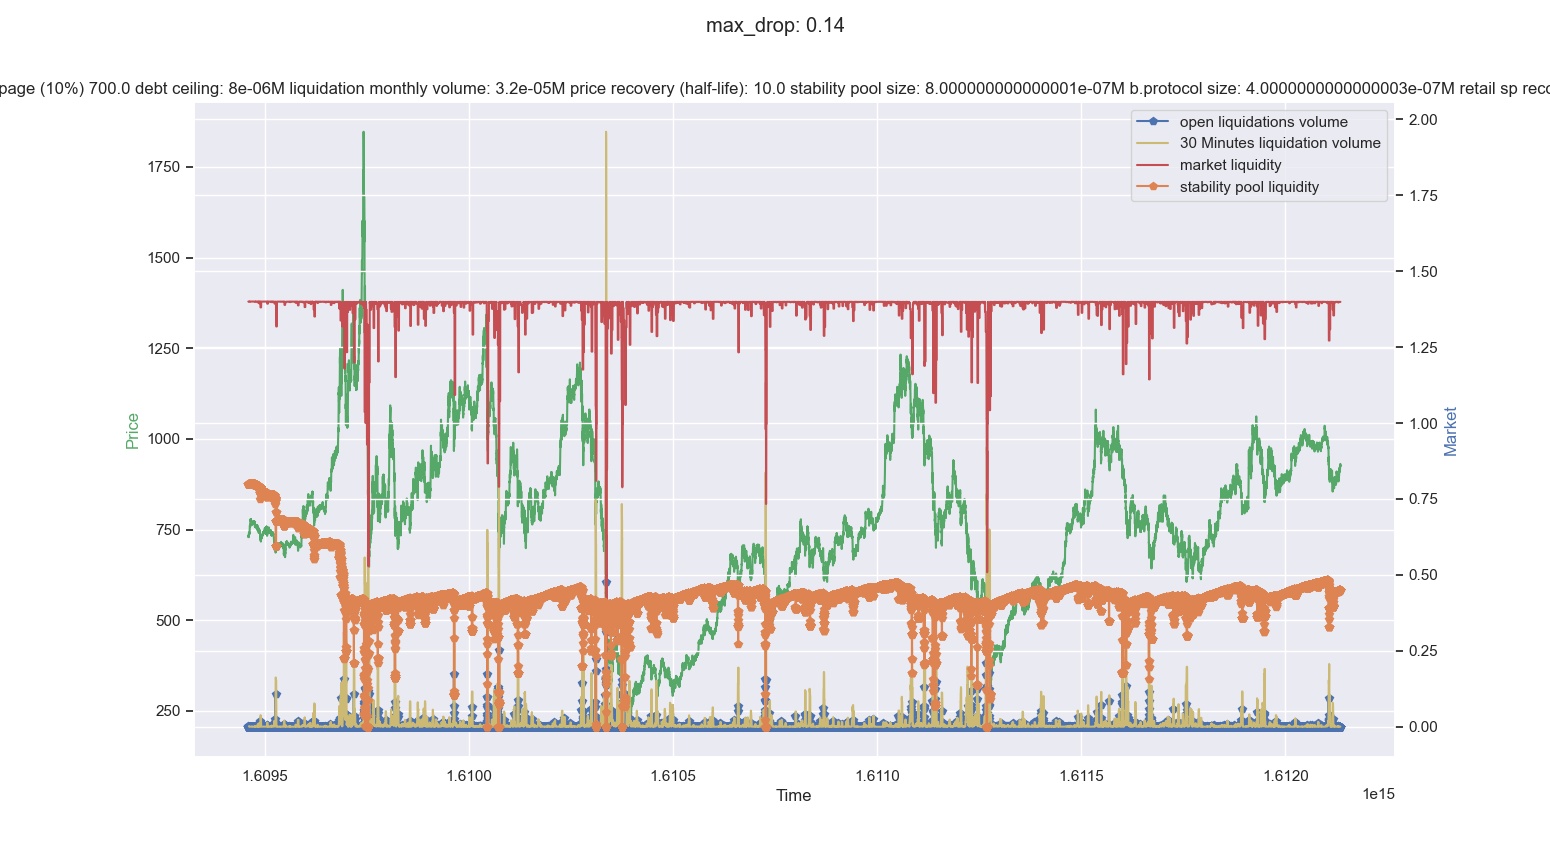 max_drop: 0.14
page (10%) 700.0 debt ceiling: 8e-06M liquidation monthly volume: 3.2e-05M price recovery (half-life): 10.0 stability pool size: 8.000000000000001e-07M b.protocol size: 4.0000000000000003e-07M retail sp reco
open liquidations volume
30 Minutes liquidation volume
market liquidity
stability pool liquidity
1750
1500
1250
1000
750
500
250
Price
2.00
1.75
1.50
1.25
1.00
0.75
0.50
0.25
0.00
Market
1.6095 1.6100 1.6105 1.6110 1.6115 1.6120
1e15
Time